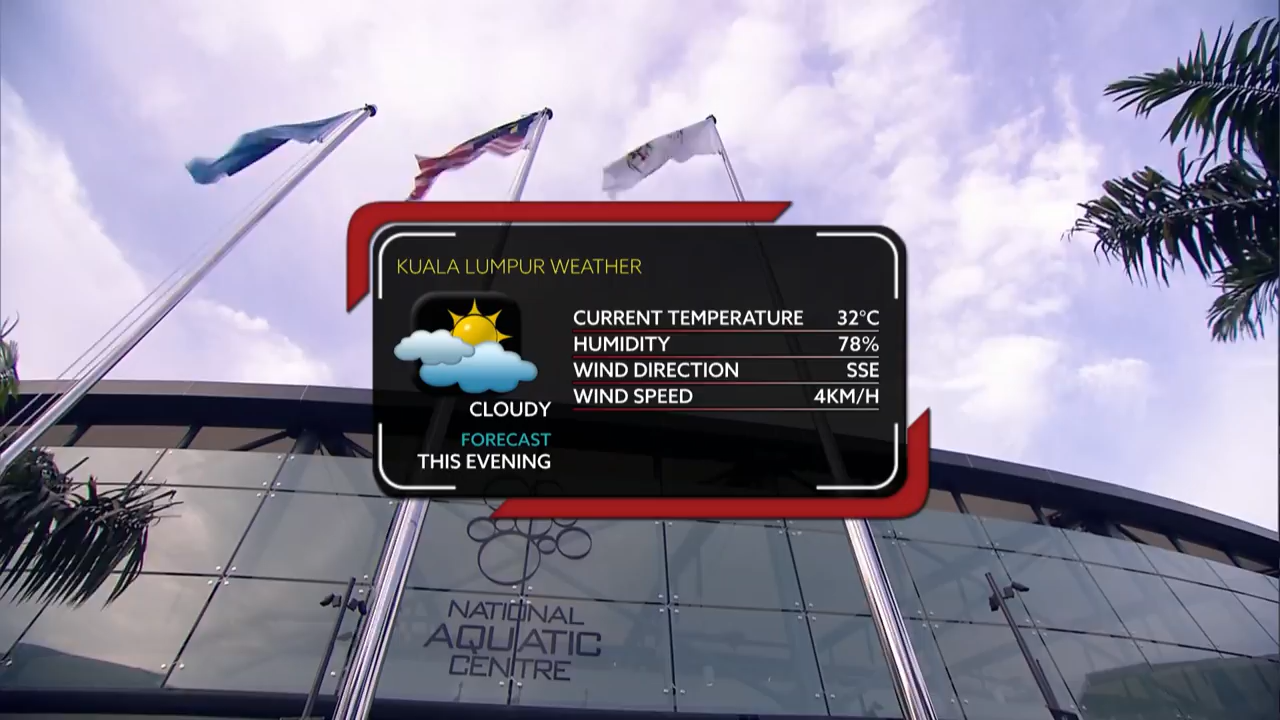 KUALA LUMPUR WEATHER
CURRENT TEMPERATURE 32°C
HUMIDITY 78%
WIND DIRECTION SSE
WIND SPEED 4KM/H
CLOUDY
FORECAST
THIS EVENING
NATIONAL
AQUATIC
CENTRE